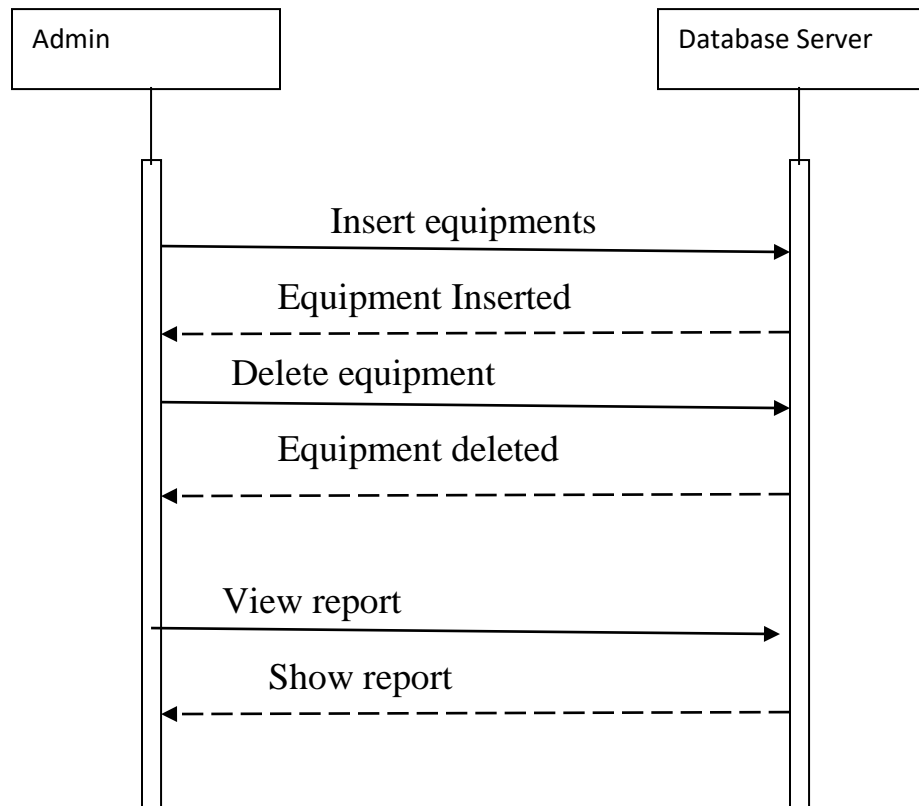 Admin
Database Server
Insert equipments
Equipment Inserted
Delete equipment
Equipment deleted
View report
Show report